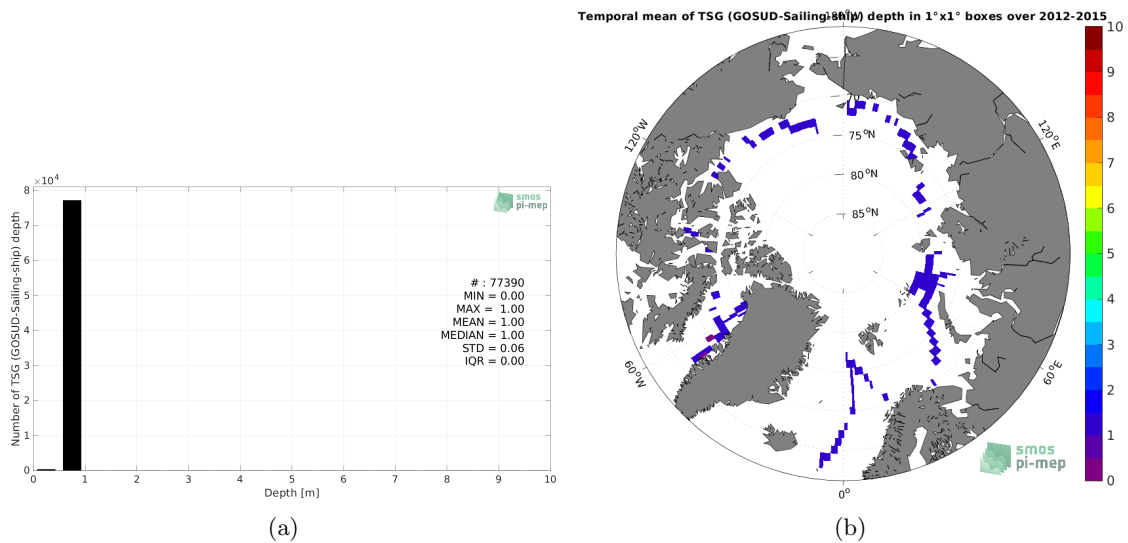 Temporal mean of TSG (GOSUD-Sailing-ship) depth in 1°x1° boxes over 2012-2015
×10⁴
8
7
6
5
4
3
2
1
0
Number of TSG (GOSUD-Sailing-ship) depth
smos
pi-mep
# : 77390
MIN = 0.00
MAX = 1.00
MEAN = 1.00
MEDIAN = 1.00
STD = 0.06
IQR = 0.00
0 1 2 3 4 5 6 7 8 9 10
Depth [m]
(a)
120°W
120°E
75°N
80°N
85°N
60°W
60°E
0°
smos
pi-mep
10
9
8
7
6
5
4
3
2
1
0
(b)